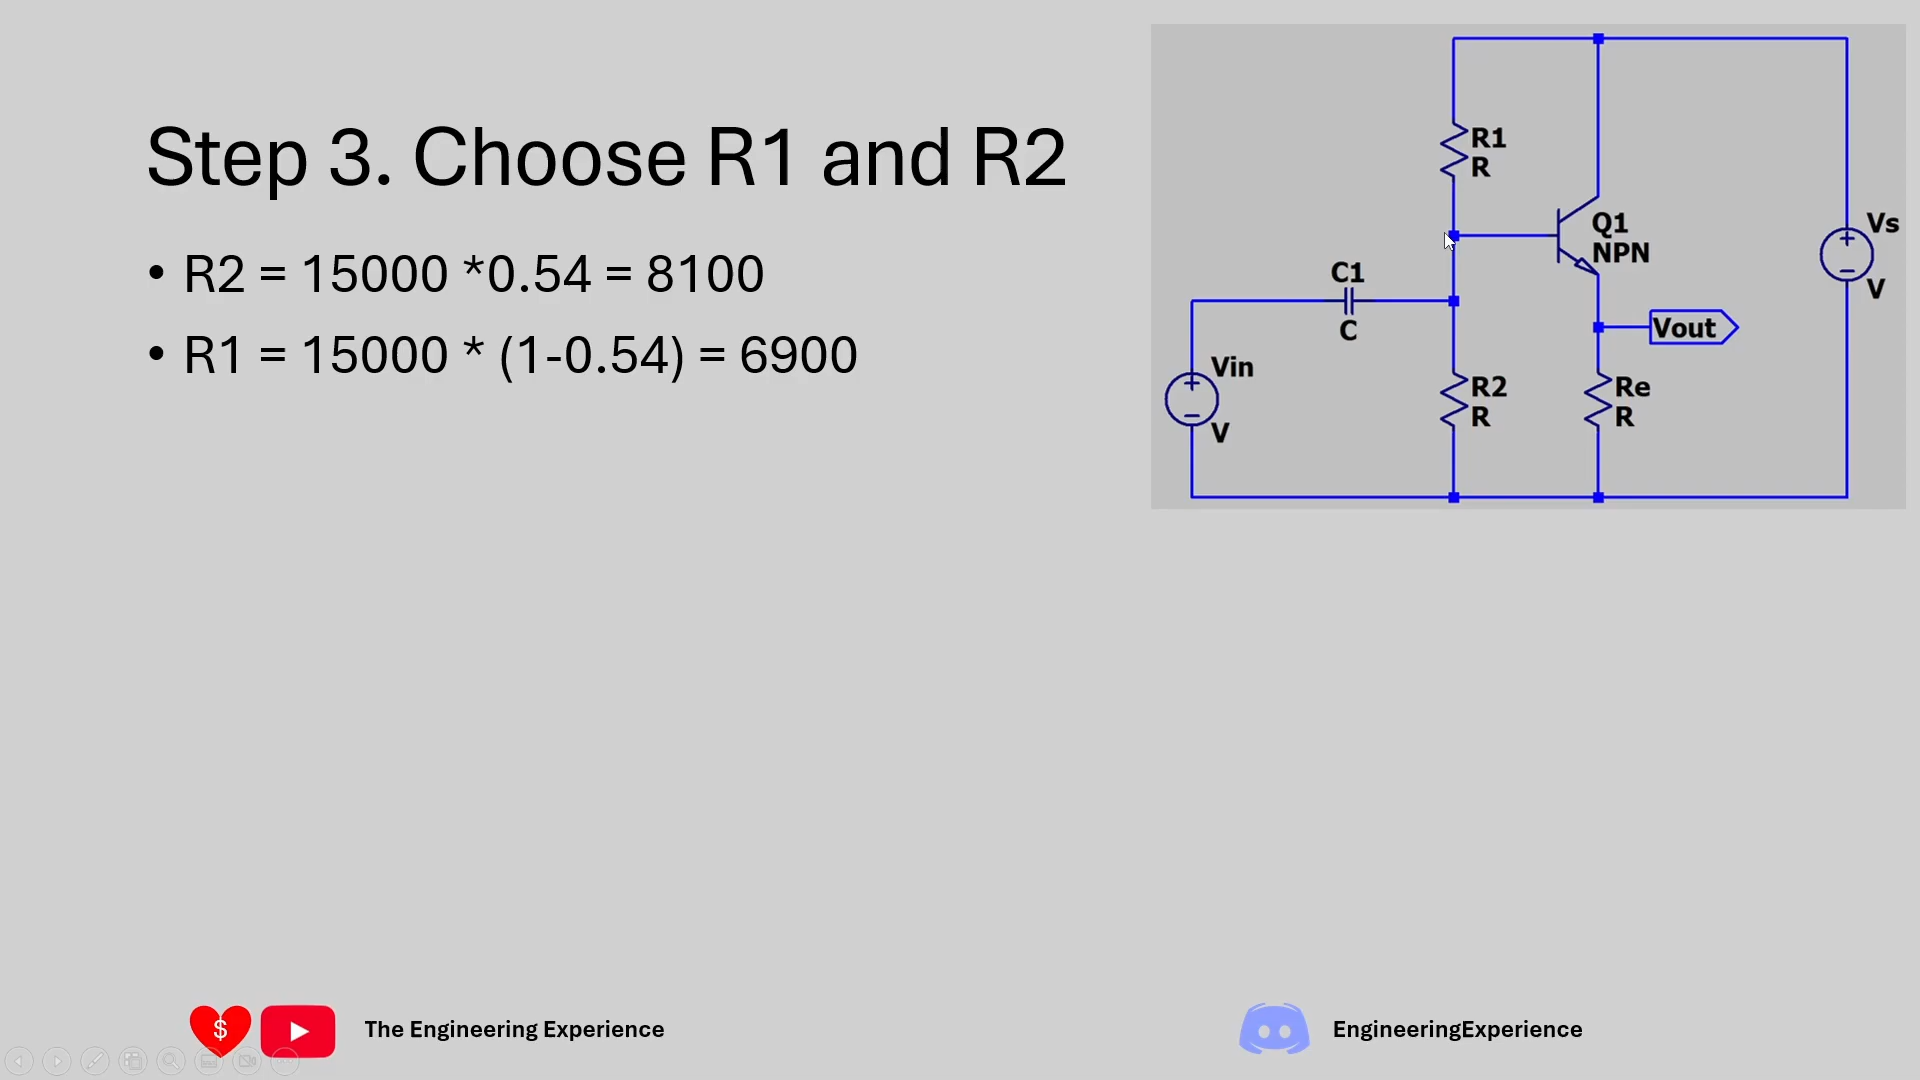 Step 3. Choose R1 and R2
• R2 = 15000 *0.54 = 8100
• R1 = 15000 * (1-0.54) = 6900
R1
R
Q1
NPN
Vs
V
C1
C
Vout
Vin
V
R2
R
Re
R
$
The Engineering Experience
EngineeringExperience